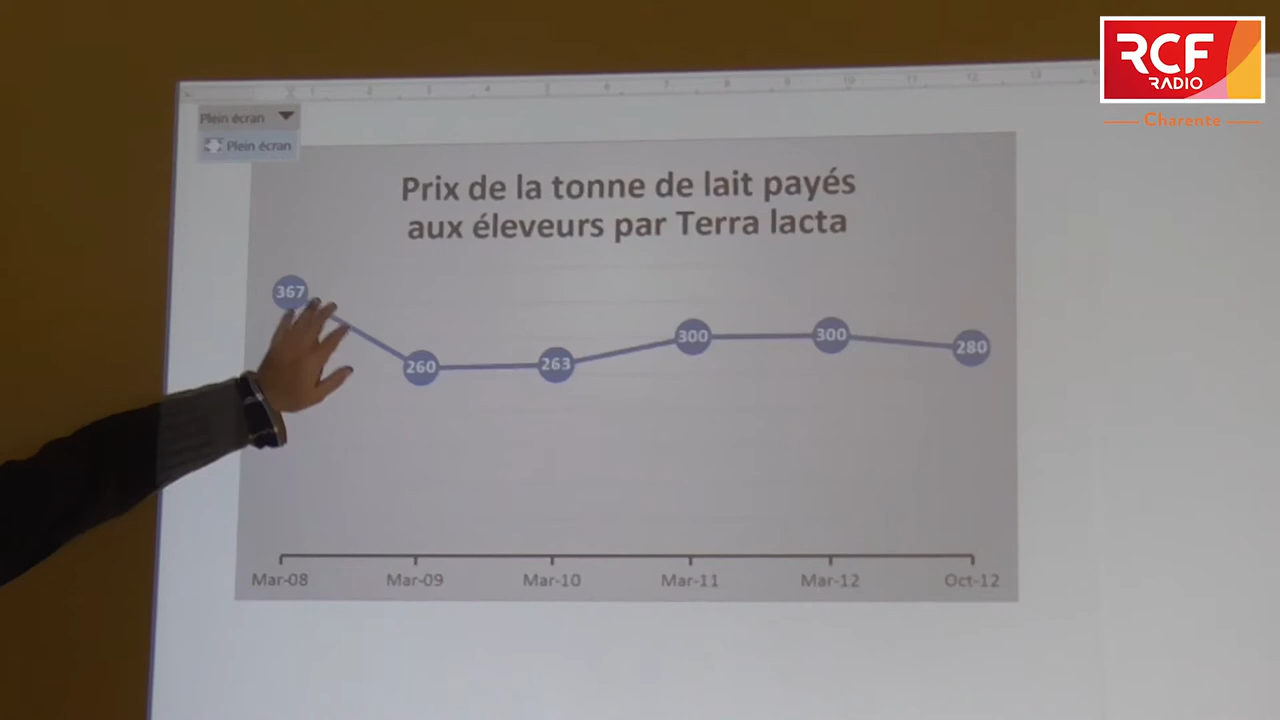 RCF
RADIO
Charente
Plein écran
Plein écran
Prix de la tonne de lait payés
aux éleveurs par Terra lacta
367
260
263
300
300
280
Mar-08
Mar-09
Mar-10
Mar-11
Mar-12
Oct-12